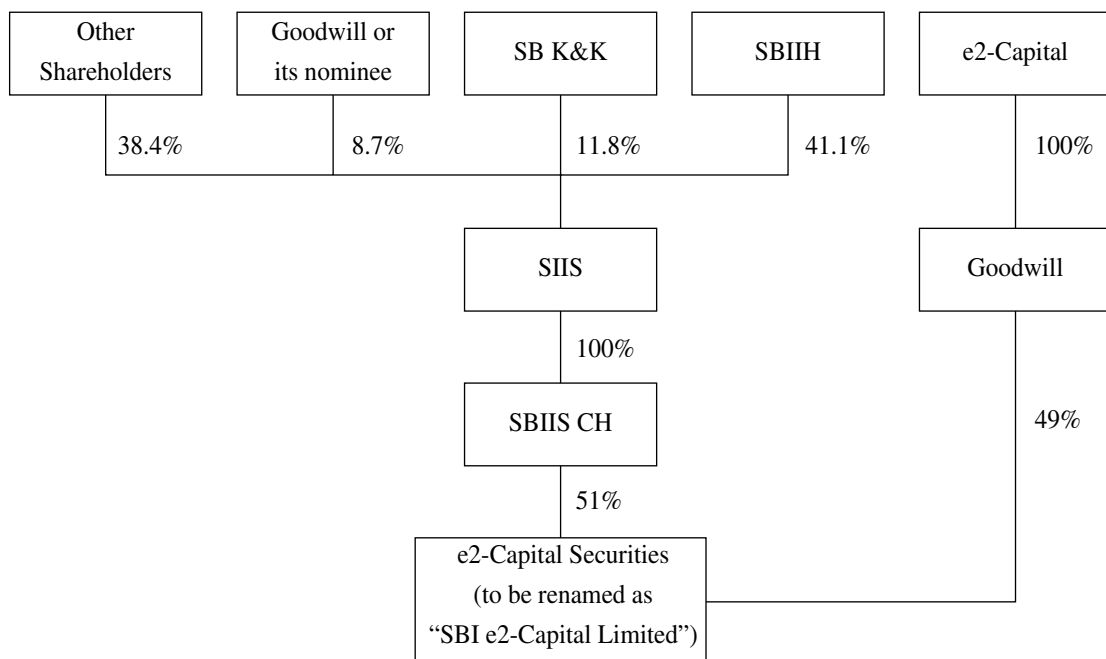 Other
Shareholders
Goodwill or
its nominee
SB K&K
SBIIH
e2-Capital
38.4%
8.7%
11.8%
41.1%
100%
SIIS
Goodwill
100%
SBIIS CH
49%
51%
e2-Capital Securities
(to be renamed as
“SBI e2-Capital Limited”)